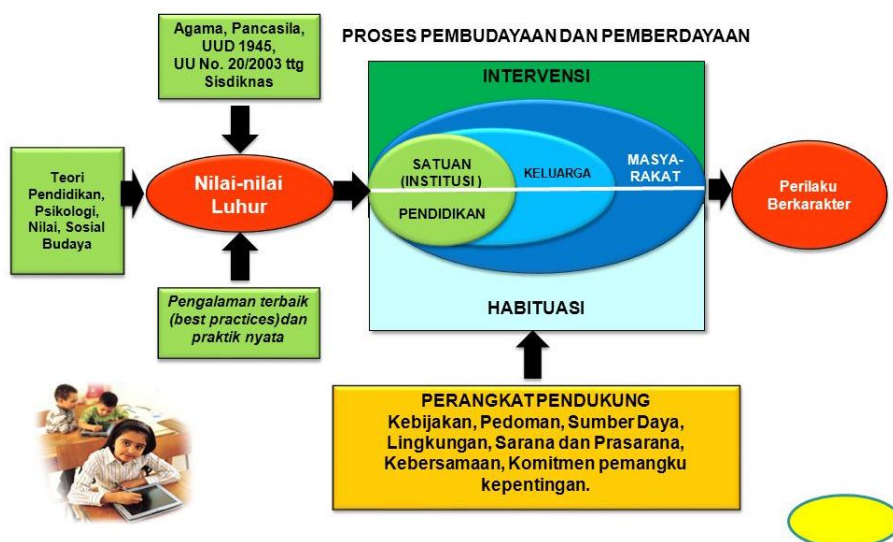 Agama, Pancasila,
UUD 1945,
UU No. 20/2003 ttg
Sisdiknas
PROSES PEMBUDAYAAN DAN PEMBERDAYAAN
INTERVENSI
Teori
Pendidikan,
Psikologi,
Nilai, Sosial
Budaya
Nilai-nilai
Luhur
SATUAN
(INSTITUSI)
PENDIDIKAN
KELUARGA
MASYA-
RAKAT
Perilaku
Berkarakter
HABITUASI
Pengalaman terbaik
(best practices)dan
praktik nyata
PERANGKAT PENDUKUNG
Kebijakan, Pedoman, Sumber Daya,
Lingkungan, Sarana dan Prasarana,
Kebersamaan, Komitmen pemangku
kepentingan.